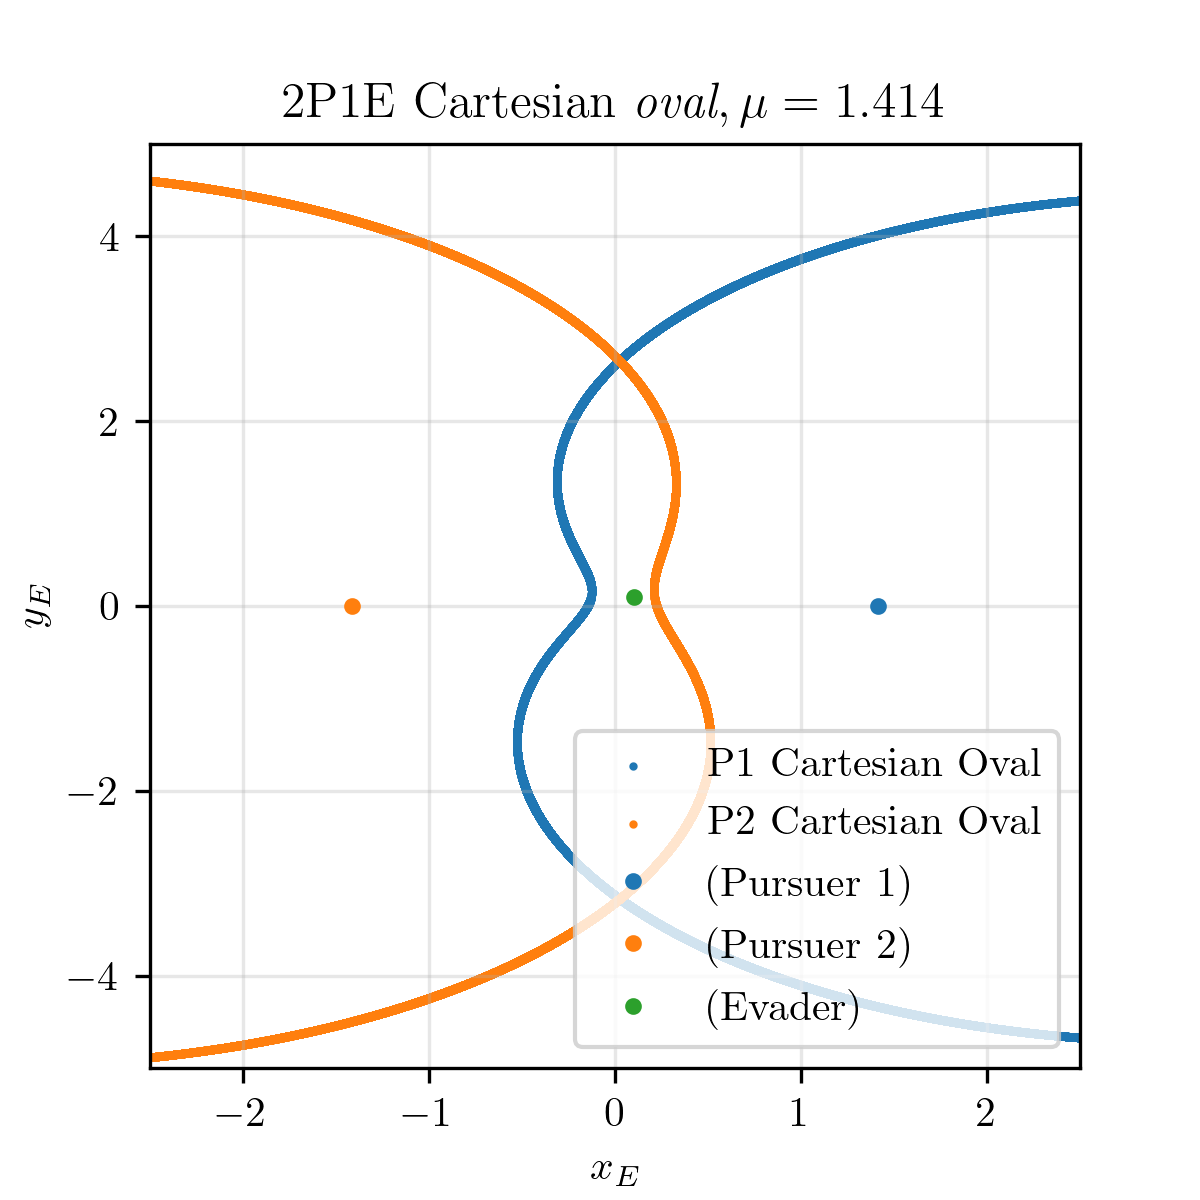 2P1E Cartesian oval, μ = 1.414
4
2
0
−2
−4
y_E
P1 Cartesian Oval
P2 Cartesian Oval
(Pursuer 1)
(Pursuer 2)
(Evader)
−2 −1 0 1 2
x_E